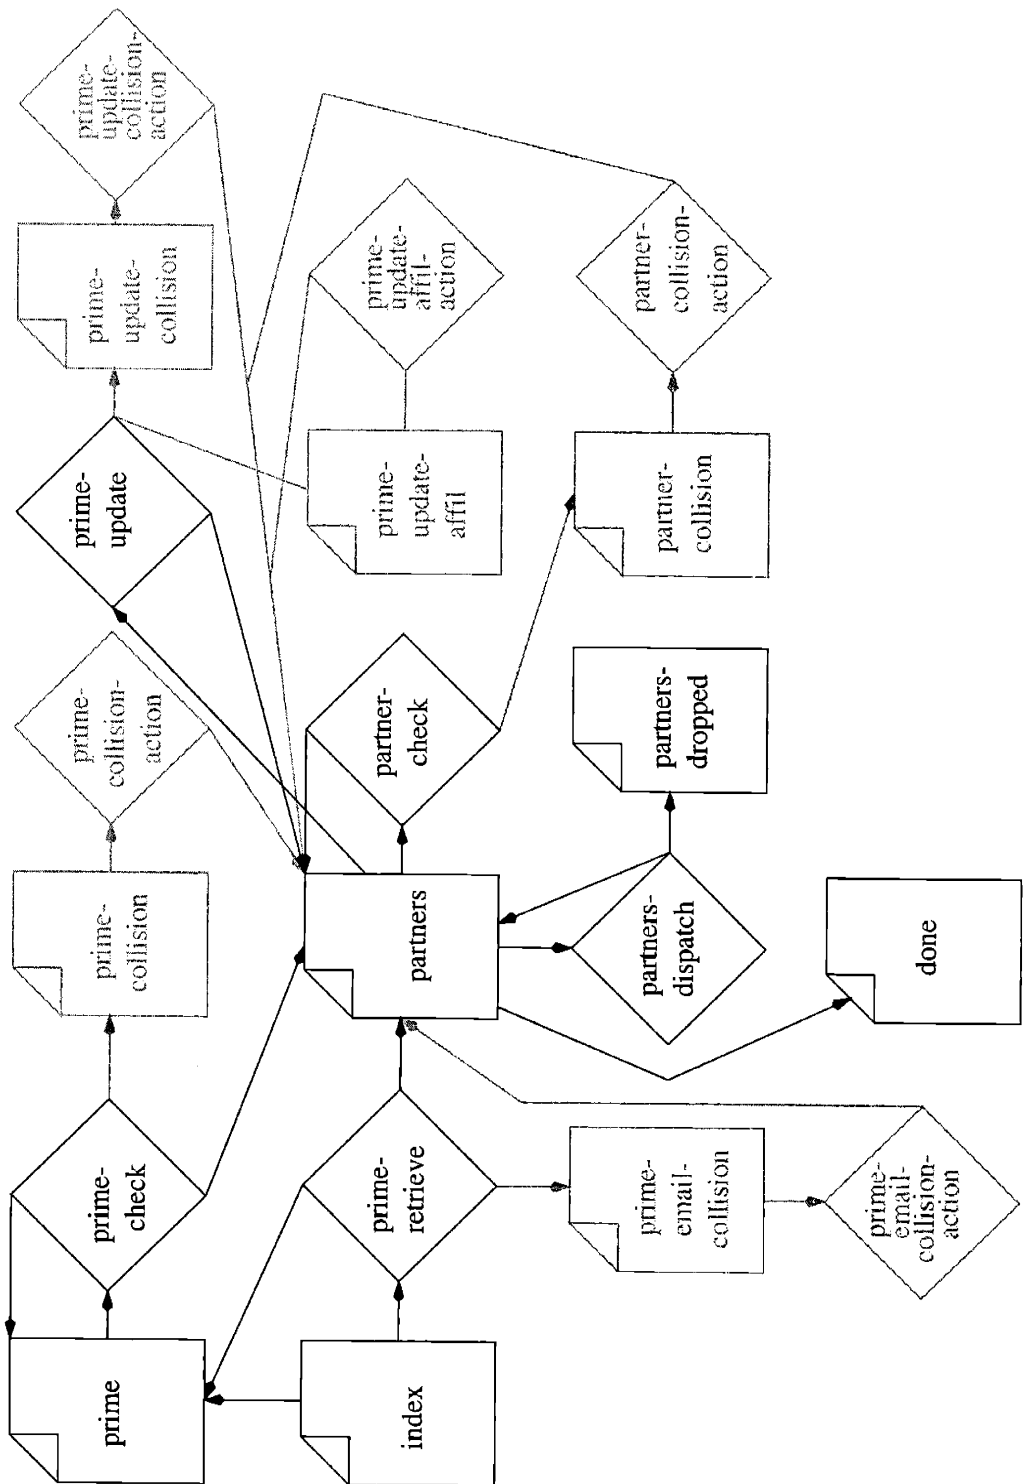 prime
prime-
check
prime-
collision
prime-
collision-
action
prime-
update
prime-
update-
collision
prime-
update-
collision-
action
index
prime-
retrieve
partners
partner-
check
prime-
update-
affil
prime-
update-
affil-
action
prime-
email-
collision
partners-
dispatch
partners-
dropped
partner-
collision
partner-
collision-
action
prime-
email-
collision-
action
done